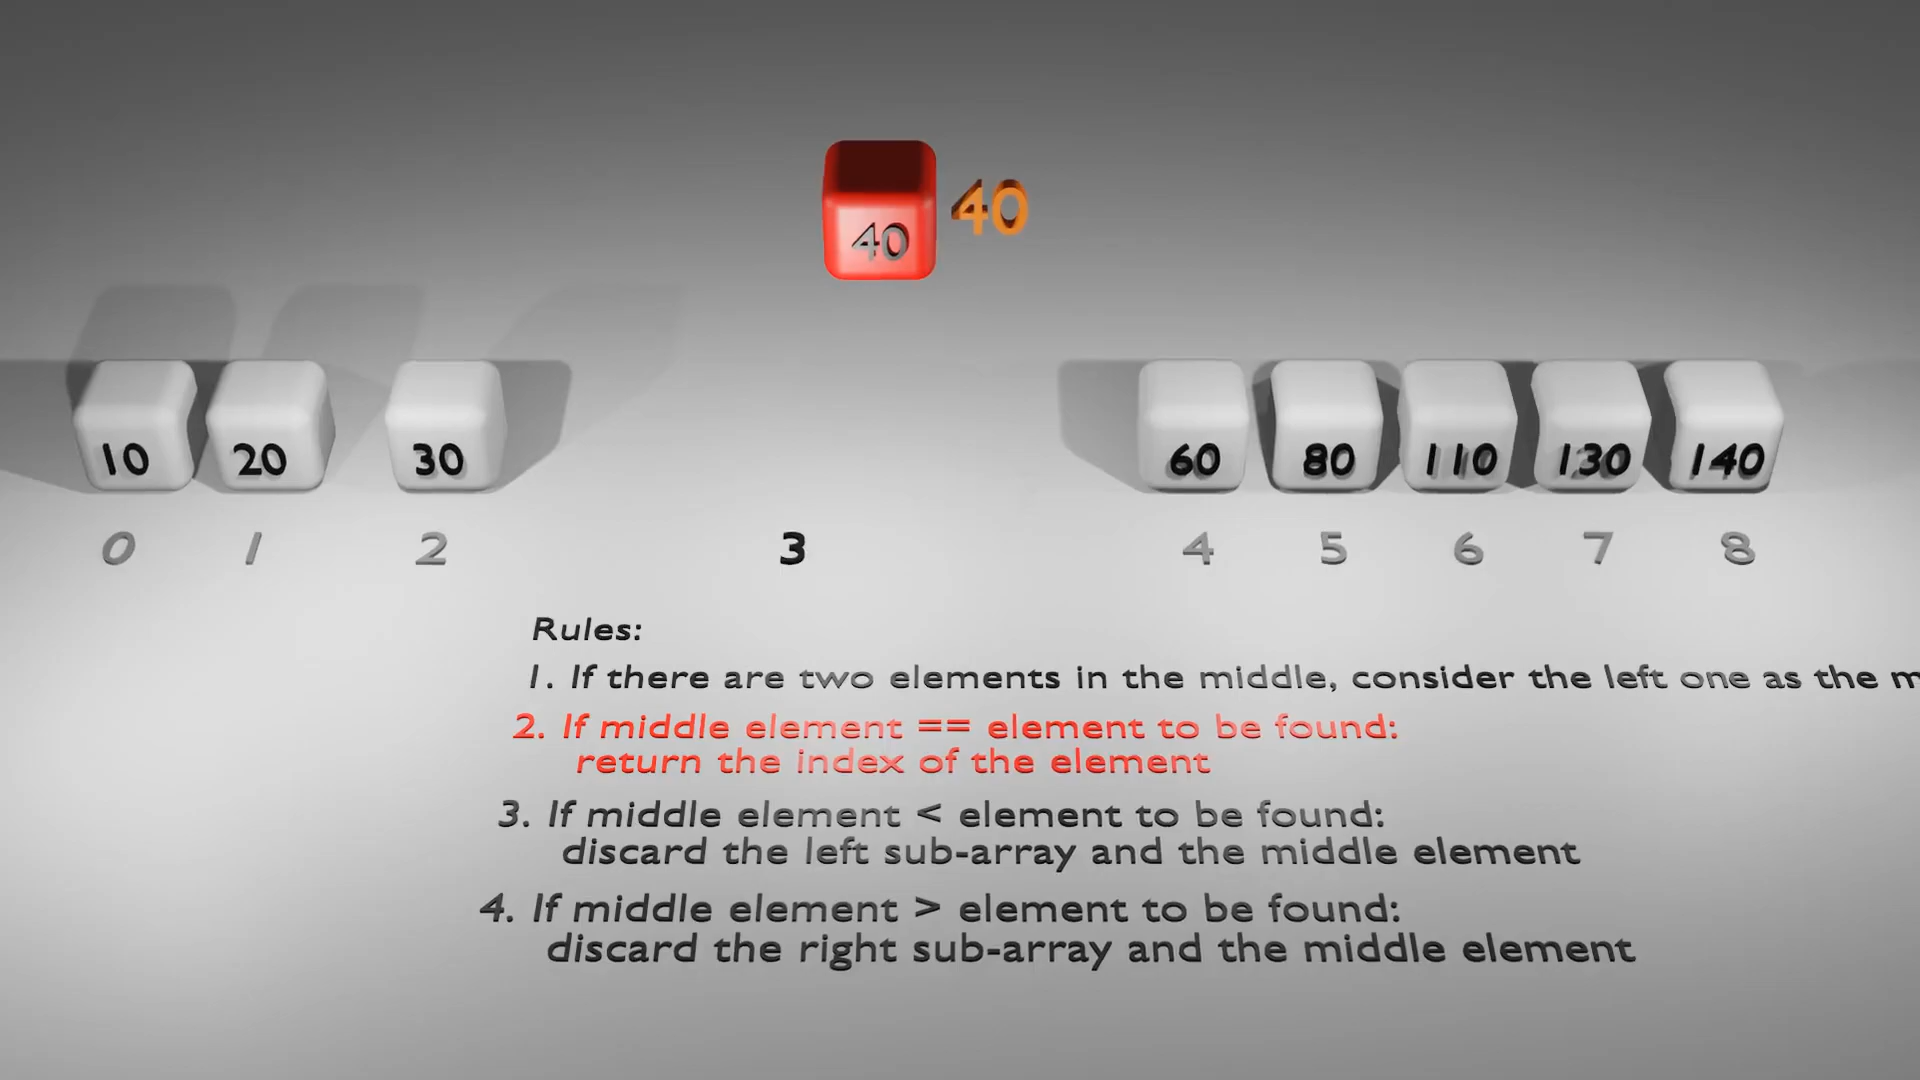 40 40
10 20 30 60 80 110 130 140
0 1 2 3 4 5 6 7 8
Rules:
1. If there are two elements in the middle, consider the left one as the
2. If middle element == element to be found:
return the index of the element
3. If middle element < element to be found:
discard the left sub-array and the middle element
4. If middle element > element to be found:
discard the right sub-array and the middle element